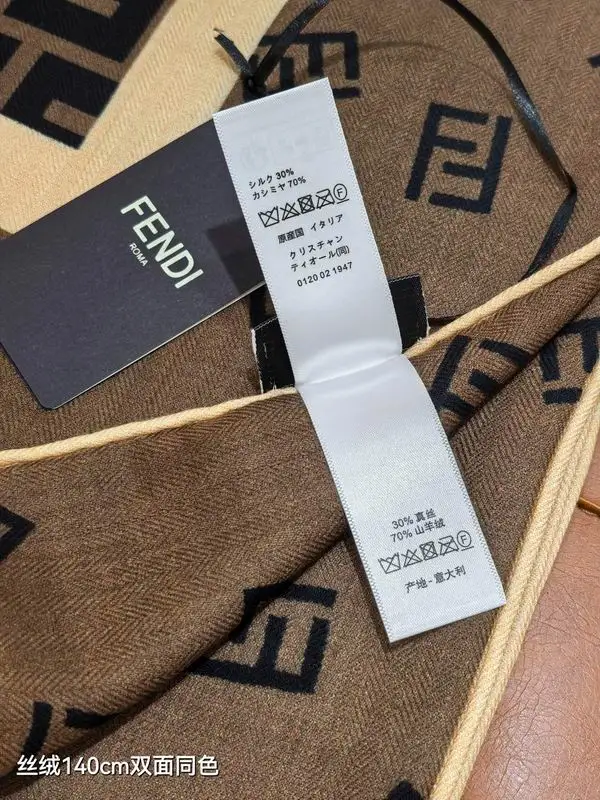 FENDI
ROMA
シルク 30%
カシミヤ 70%
F
原産国 イタリア
クリスチャン
ディオール(同)
0120 02 1947
30% 真丝
70% 山羊绒
F
产地-意大利
丝绒140cm双面同色